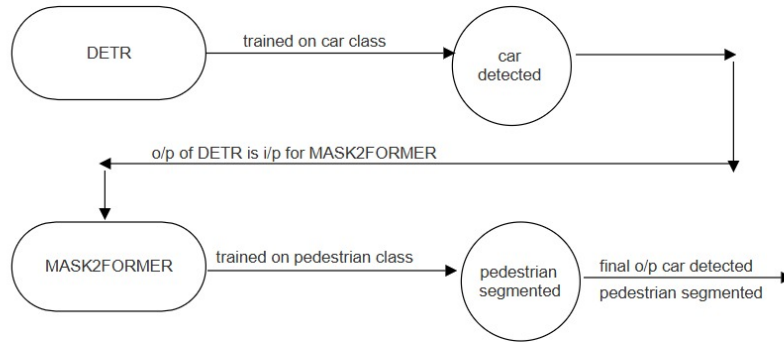 DETR
trained on car class
car
detected
o/p of DETR is i/p for MASK2FORMER
MASK2FORMER
trained on pedestrian class
pedestrian
segmented
final o/p car detected
pedestrian segmented